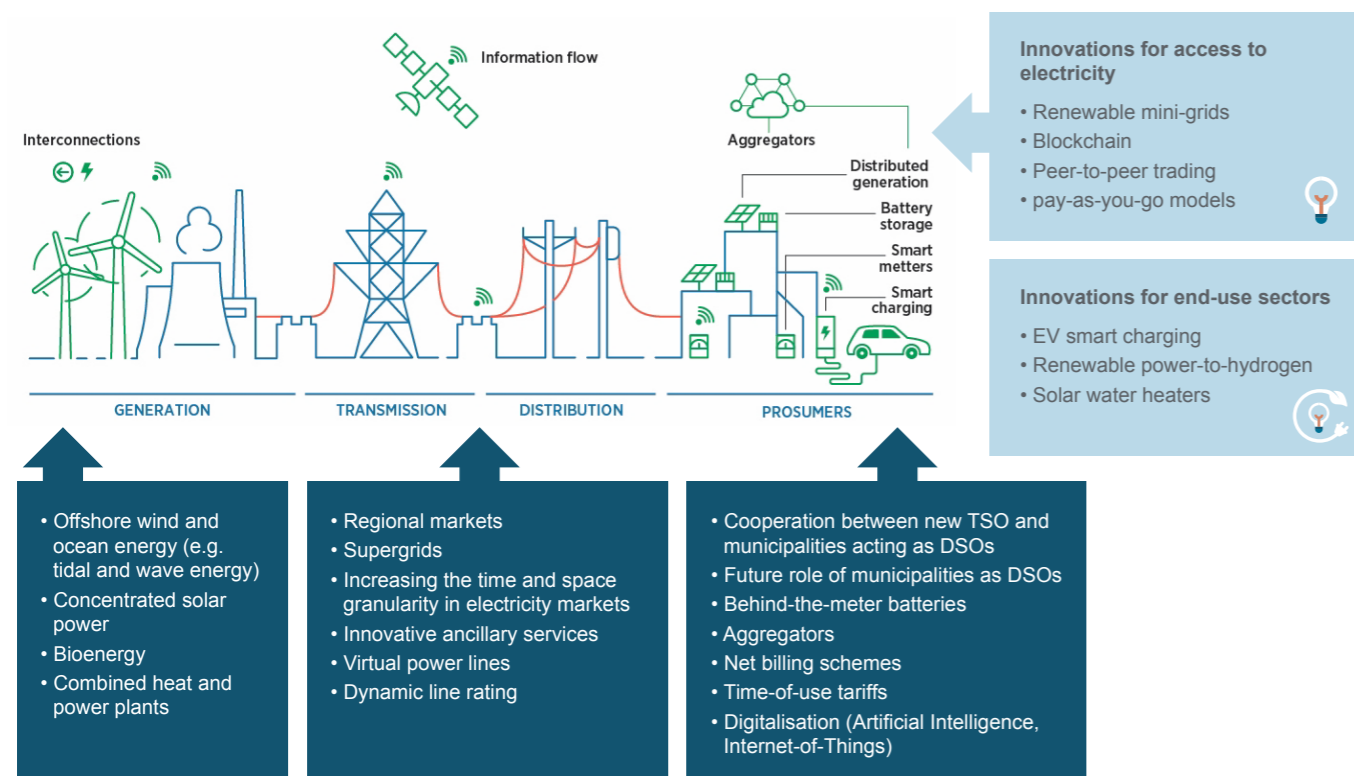 Information flow
Interconnections
Aggregators
Distributed
generation
Battery
storage
Smart
metters
Smart
charging
GENERATION
TRANSMISSION
DISTRIBUTION
PROSUMERS
Innovations for access to
electricity
• Renewable mini-grids
• Blockchain
• Peer-to-peer trading
• pay-as-you-go models
Innovations for end-use sectors
• EV smart charging
• Renewable power-to-hydrogen
• Solar water heaters
• Offshore wind and
ocean energy (e.g.
tidal and wave energy)
• Concentrated solar
power
• Bioenergy
• Combined heat and
power plants
• Regional markets
• Supergrids
• Increasing the time and space
granularity in electricity markets
• Innovative ancillary services
• Virtual power lines
• Dynamic line rating
• Cooperation between new TSO and
municipalities acting as DSOs
• Future role of municipalities as DSOs
• Behind-the-meter batteries
• Aggregators
• Net billing schemes
• Time-of-use tariffs
• Digitalisation (Artificial Intelligence,
Internet-of-Things)